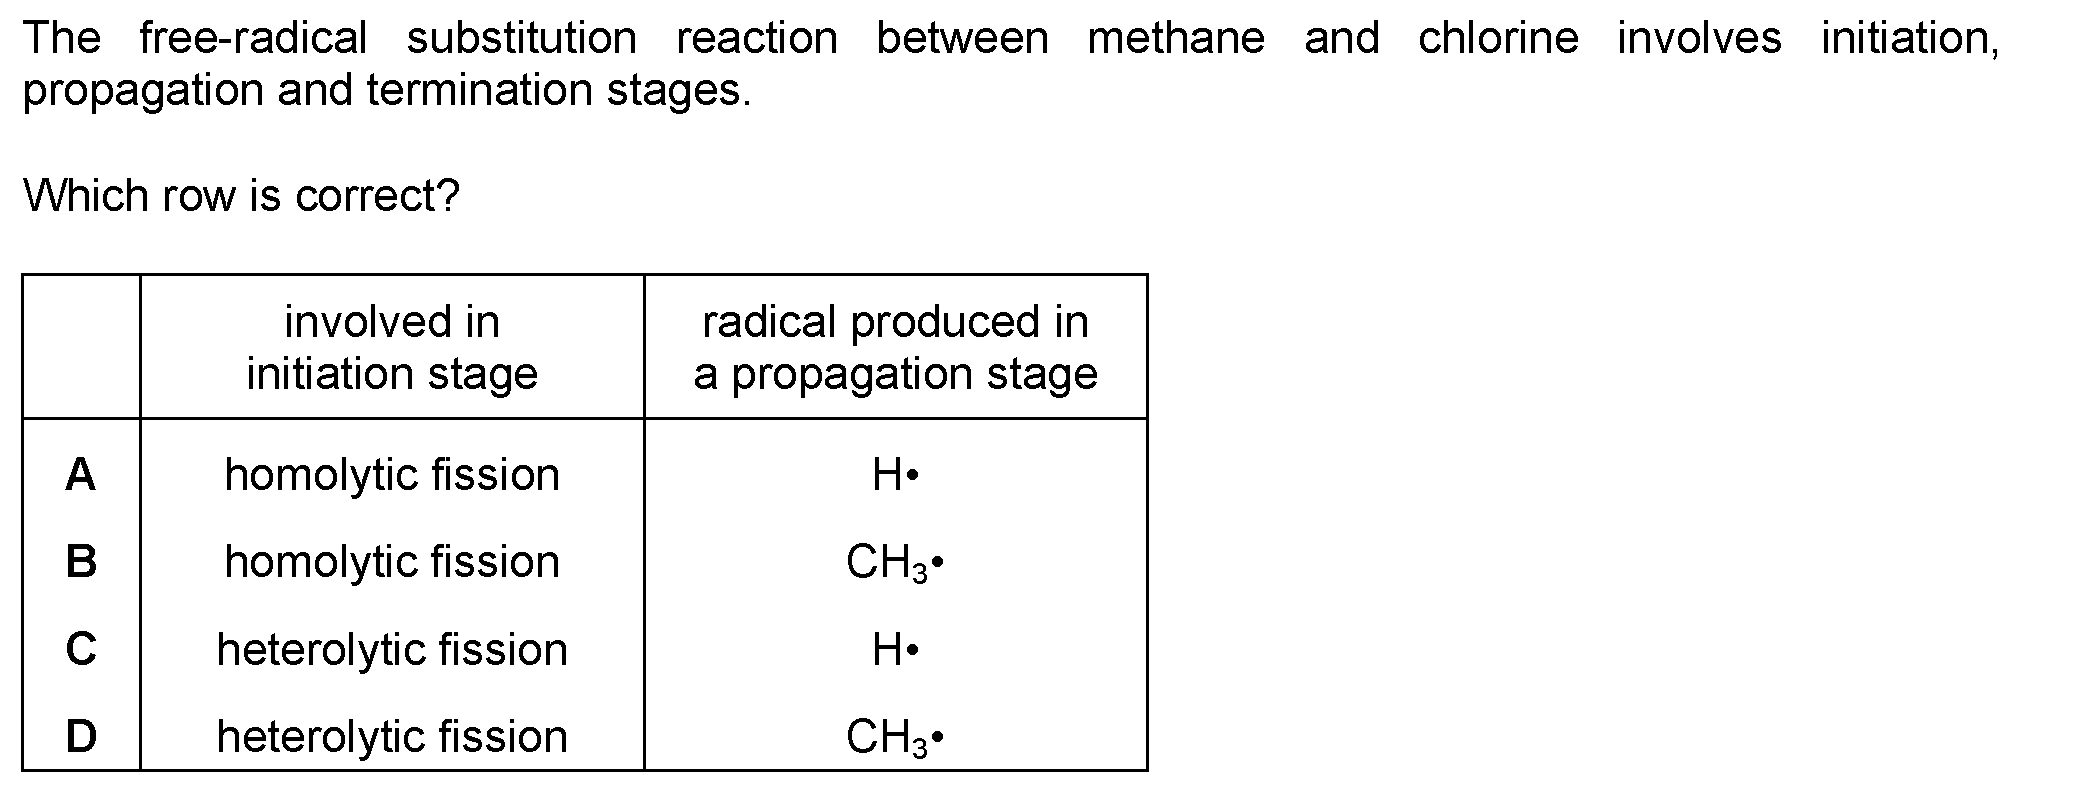 The free-radical substitution reaction between methane and chlorine involves initiation,
propagation and termination stages.
Which row is correct?
involved in
initiation stage
radical produced in
a propagation stage
A homolytic fission H•
B homolytic fission CH₃•
C heterolytic fission H•
D heterolytic fission CH₃•